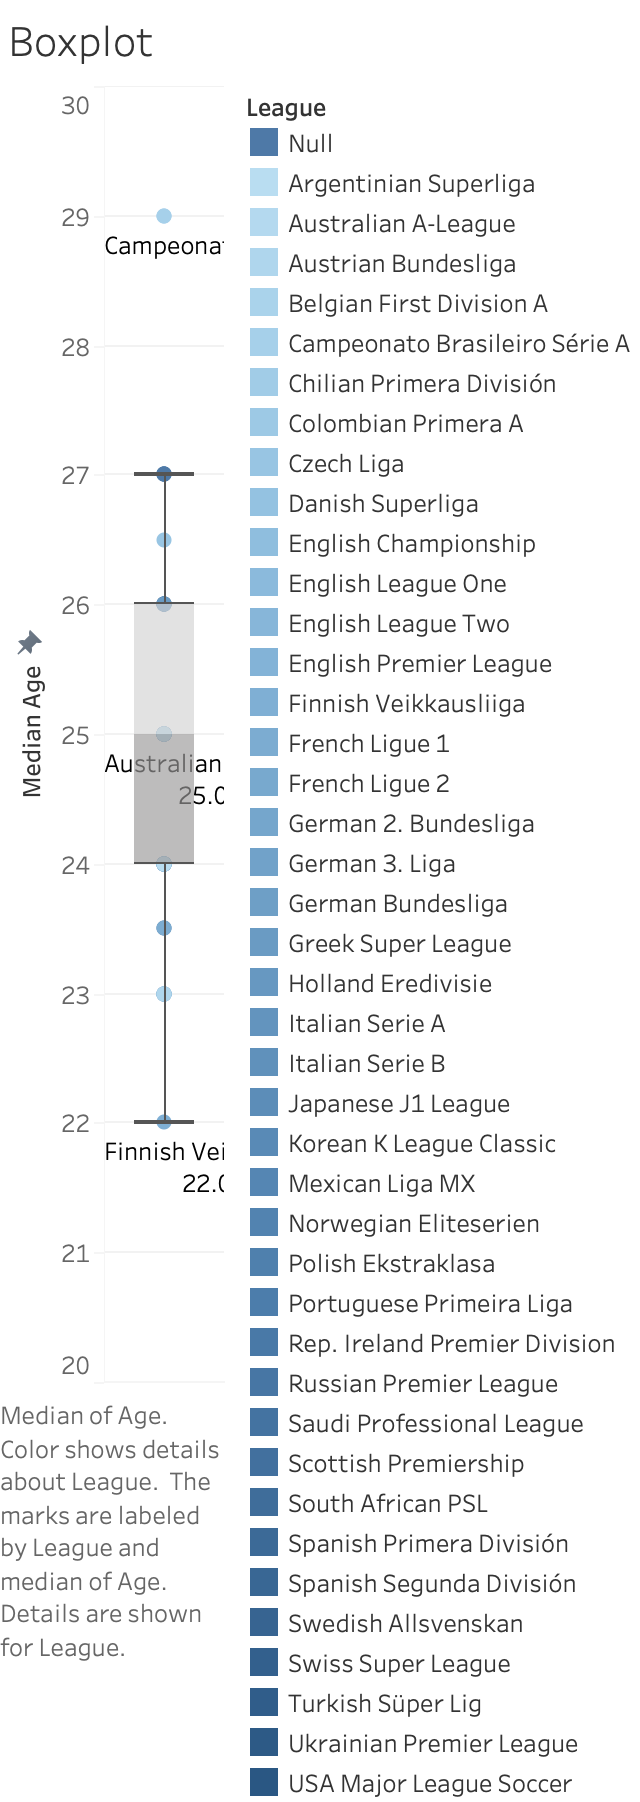 Boxplot
30
29
28
27
26
25
24
23
22
21
20
Median Age
Campeona
Australian
25.0
Finnish Vei
22.0
League
Null
Argentinian Superliga
Australian A-League
Austrian Bundesliga
Belgian First Division A
Campeonato Brasileiro Série A
Chilian Primera División
Colombian Primera A
Czech Liga
Danish Superliga
English Championship
English League One
English League Two
English Premier League
Finnish Veikkausliiga
French Ligue 1
French Ligue 2
German 2. Bundesliga
German 3. Liga
German Bundesliga
Greek Super League
Holland Eredivisie
Italian Serie A
Italian Serie B
Japanese J1 League
Korean K League Classic
Mexican Liga MX
Norwegian Eliteserien
Polish Ekstraklasa
Portuguese Primeira Liga
Rep. Ireland Premier Division
Russian Premier League
Saudi Professional League
Scottish Premiership
South African PSL
Spanish Primera División
Spanish Segunda División
Swedish Allsvenskan
Swiss Super League
Turkish Süper Lig
Ukrainian Premier League
USA Major League Soccer
Median of Age.
Color shows details
about League. The
marks are labeled
by League and
median of Age.
Details are shown
for League.